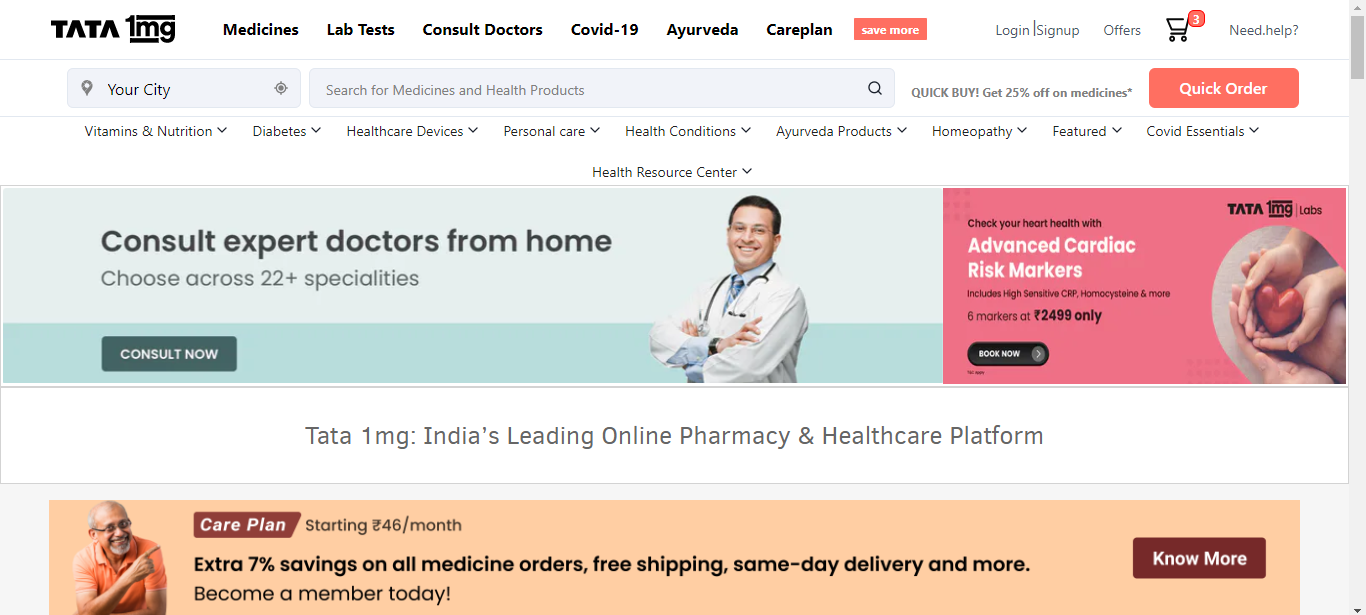 TATA 1mg
Medicines Lab Tests Consult Doctors Covid-19 Ayurveda Careplan save more Login Signup Offers 3 Need.help?
Your City Search for Medicines and Health Products QUICK BUY! Get 25% off on medicines* Quick Order
Vitamins & Nutrition Diabetes Healthcare Devices Personal care Health Conditions Ayurveda Products Homeopathy Featured Covid Essentials
Health Resource Center
Consult expert doctors from home
Choose across 22+ specialities
CONSULT NOW
TATA 1mg | Labs
Check your heart health with
Advanced Cardiac
Risk Markers
Includes High Sensitive CRP, Homocysteine & more
6 markers at ₹2499 only
BOOK NOW
Tata 1mg: India’s Leading Online Pharmacy & Healthcare Platform
Care Plan Starting ₹46/month
Extra 7% savings on all medicine orders, free shipping, same-day delivery and more.
Become a member today!
Know More